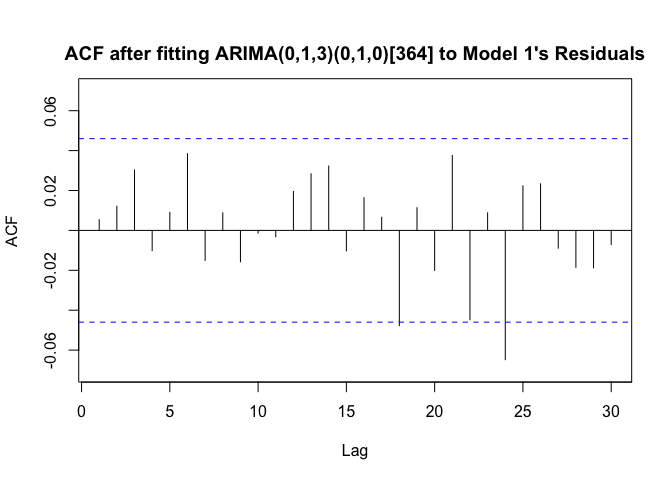 ACF after fitting ARIMA(0,1,3)(0,1,0)[364] to Model 1's Residuals
ACF
0.06
0.02
-0.02
-0.06
0 5 10 15 20 25 30
Lag